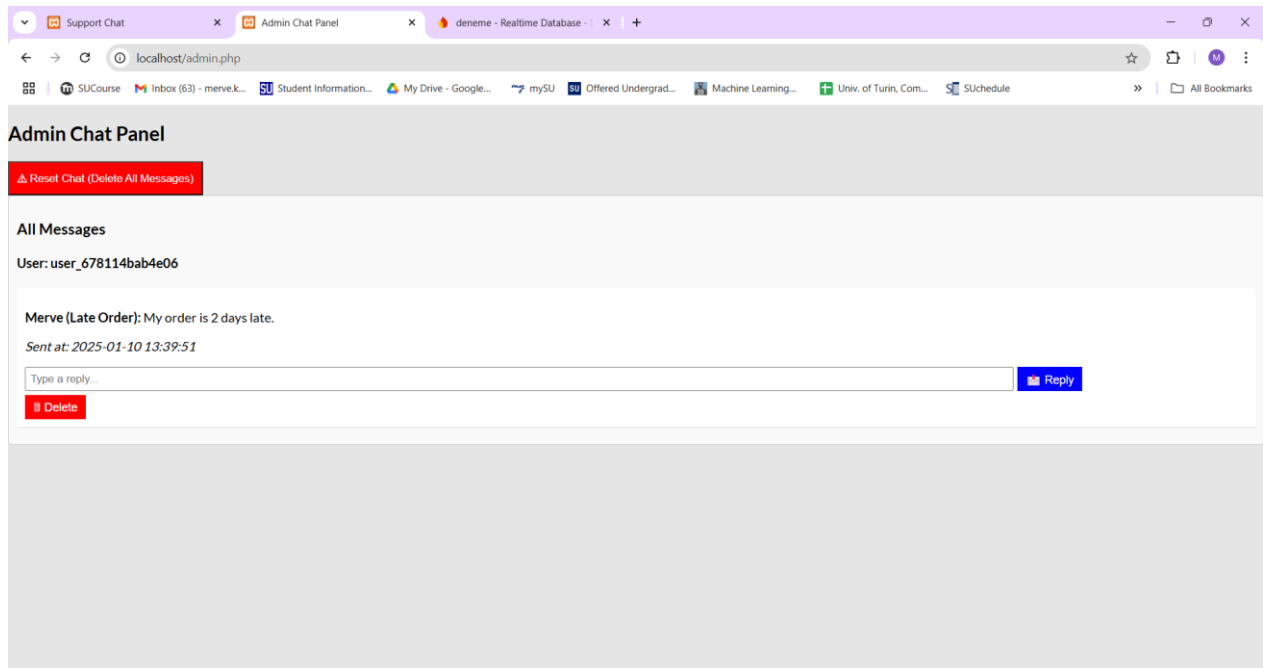 Support Chat
Admin Chat Panel
deneme - Realtime Database -
localhost/admin.php
M
SUCourse
Inbox (63) - merve.k...
SU
Student Information...
My Drive - Google...
mySU
SU
Offered Undergrad...
Machine Learning...
Univ. of Turin, Com...
SUchedule
All Bookmarks
Admin Chat Panel
⚠ Reset Chat (Delete All Messages)
All Messages
User: user_678114bab4e06
Merve (Late Order): My order is 2 days late.
Sent at: 2025-01-10 13:39:51
Type a reply...
Reply
Delete